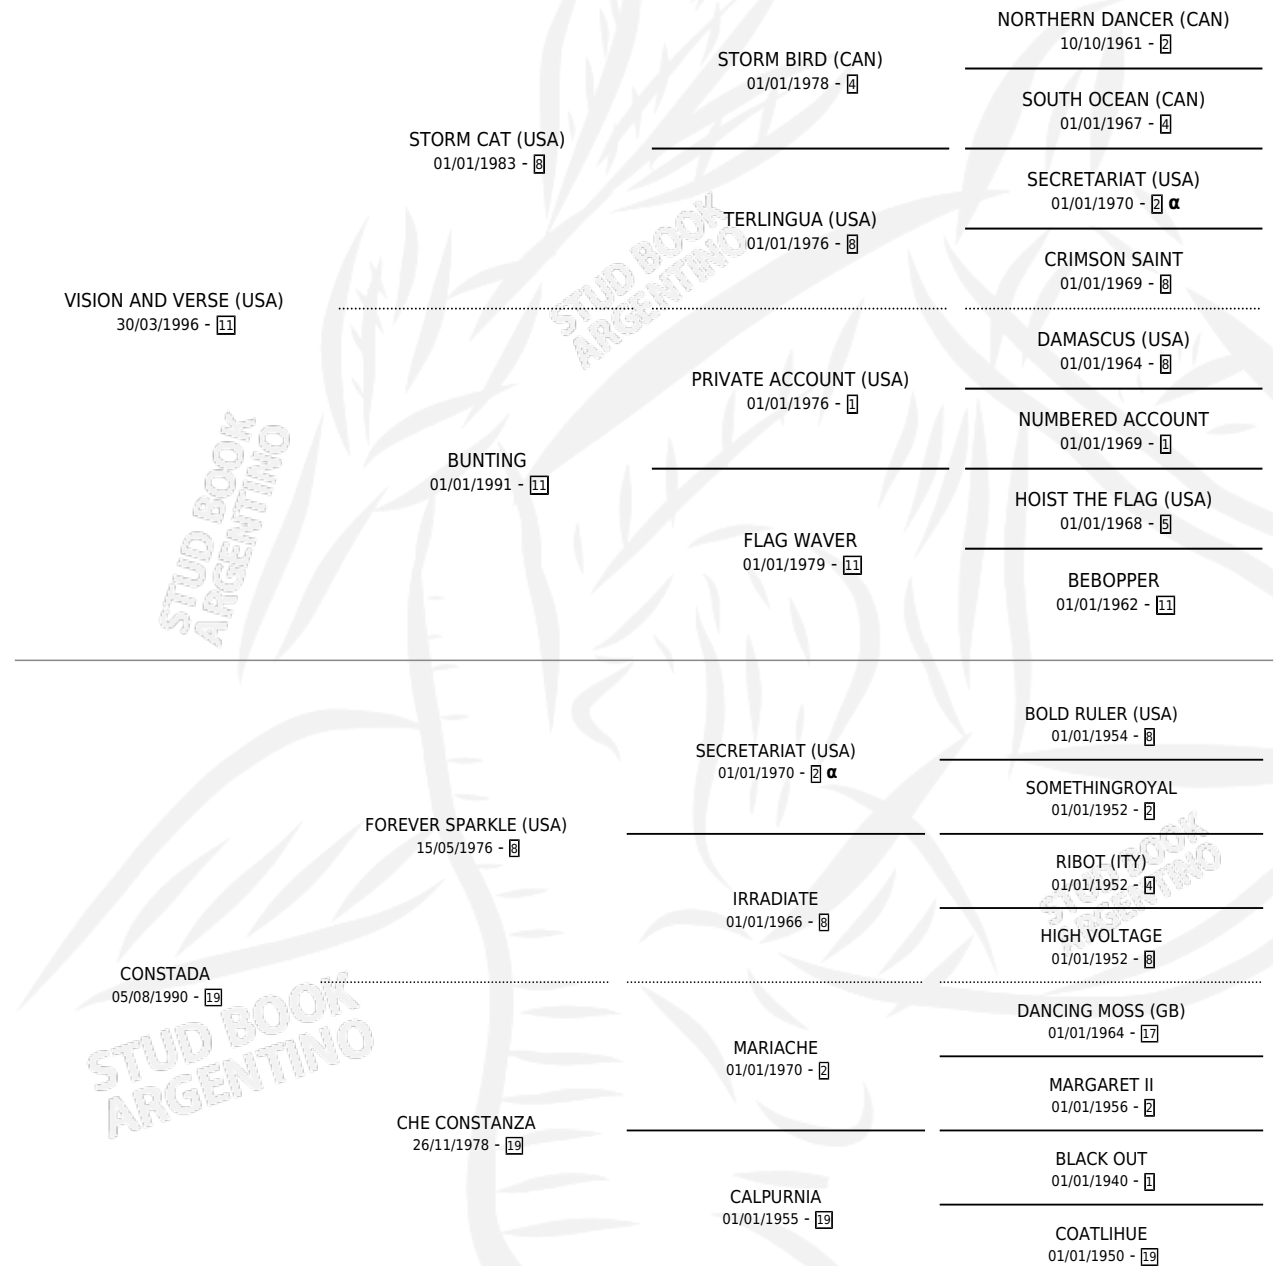 NORTHERN DANCER (CAN)
10/10/1961 - 2
STORM BIRD (CAN)
01/01/1978 - 4
SOUTH OCEAN (CAN)
01/01/1967 - 4
STORM CAT (USA)
01/01/1983 - 8
SECRETARIAT (USA)
01/01/1970 - 2 α
TERLINGUA (USA)
01/01/1976 - 8
CRIMSON SAINT
01/01/1969 - 8
VISION AND VERSE (USA)
30/03/1996 - 11
DAMASCUS (USA)
01/01/1964 - 8
PRIVATE ACCOUNT (USA)
01/01/1976 - 1
NUMBERED ACCOUNT
01/01/1969 - 1
BUNTING
01/01/1991 - 11
HOIST THE FLAG (USA)
01/01/1968 - 5
FLAG WAVER
01/01/1979 - 11
BEBOPPER
01/01/1962 - 11
BOLD RULER (USA)
01/01/1954 - 8
SECRETARIAT (USA)
01/01/1970 - 2 α
SOMETHINGROYAL
01/01/1952 - 2
FOREVER SPARKLE (USA)
15/05/1976 - 8
RIBOT (ITY)
01/01/1952 - 4
IRRADIATE
01/01/1966 - 8
HIGH VOLTAGE
01/01/1952 - 8
CONSTADA
05/08/1990 - 19
DANCING MOSS (GB)
01/01/1964 - 17
MARIACHE
01/01/1970 - 2
MARGARET II
01/01/1956 - 2
CHE CONSTANZA
26/11/1978 - 19
BLACK OUT
01/01/1940 - 1
CALPURNIA
01/01/1955 - 19
COATLIHUE
01/01/1950 - 19
STUD BOOK
ARGENTINO
STUD BOOK
ARGENTINO
STUD BOOK
ARGENTINO
STUD BOOK
ARGENTINO